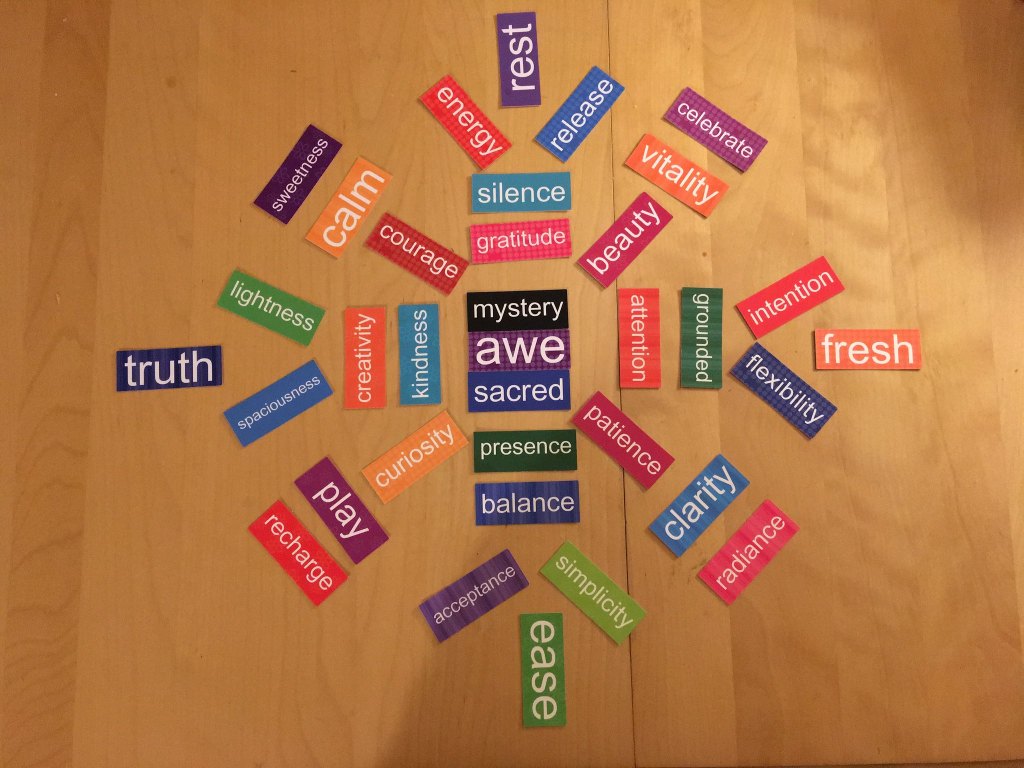 rest
energy
release
celebrate
sweetness
calm
silence
vitality
courage
gratitude
beauty
lightness
mystery
intention
truth
creativity
kindness
awe
attention
grounded
fresh
spaciousness
sacred
flexibility
curiosity
presence
patience
play
balance
clarity
recharge
radiance
acceptance
simplicity
ease